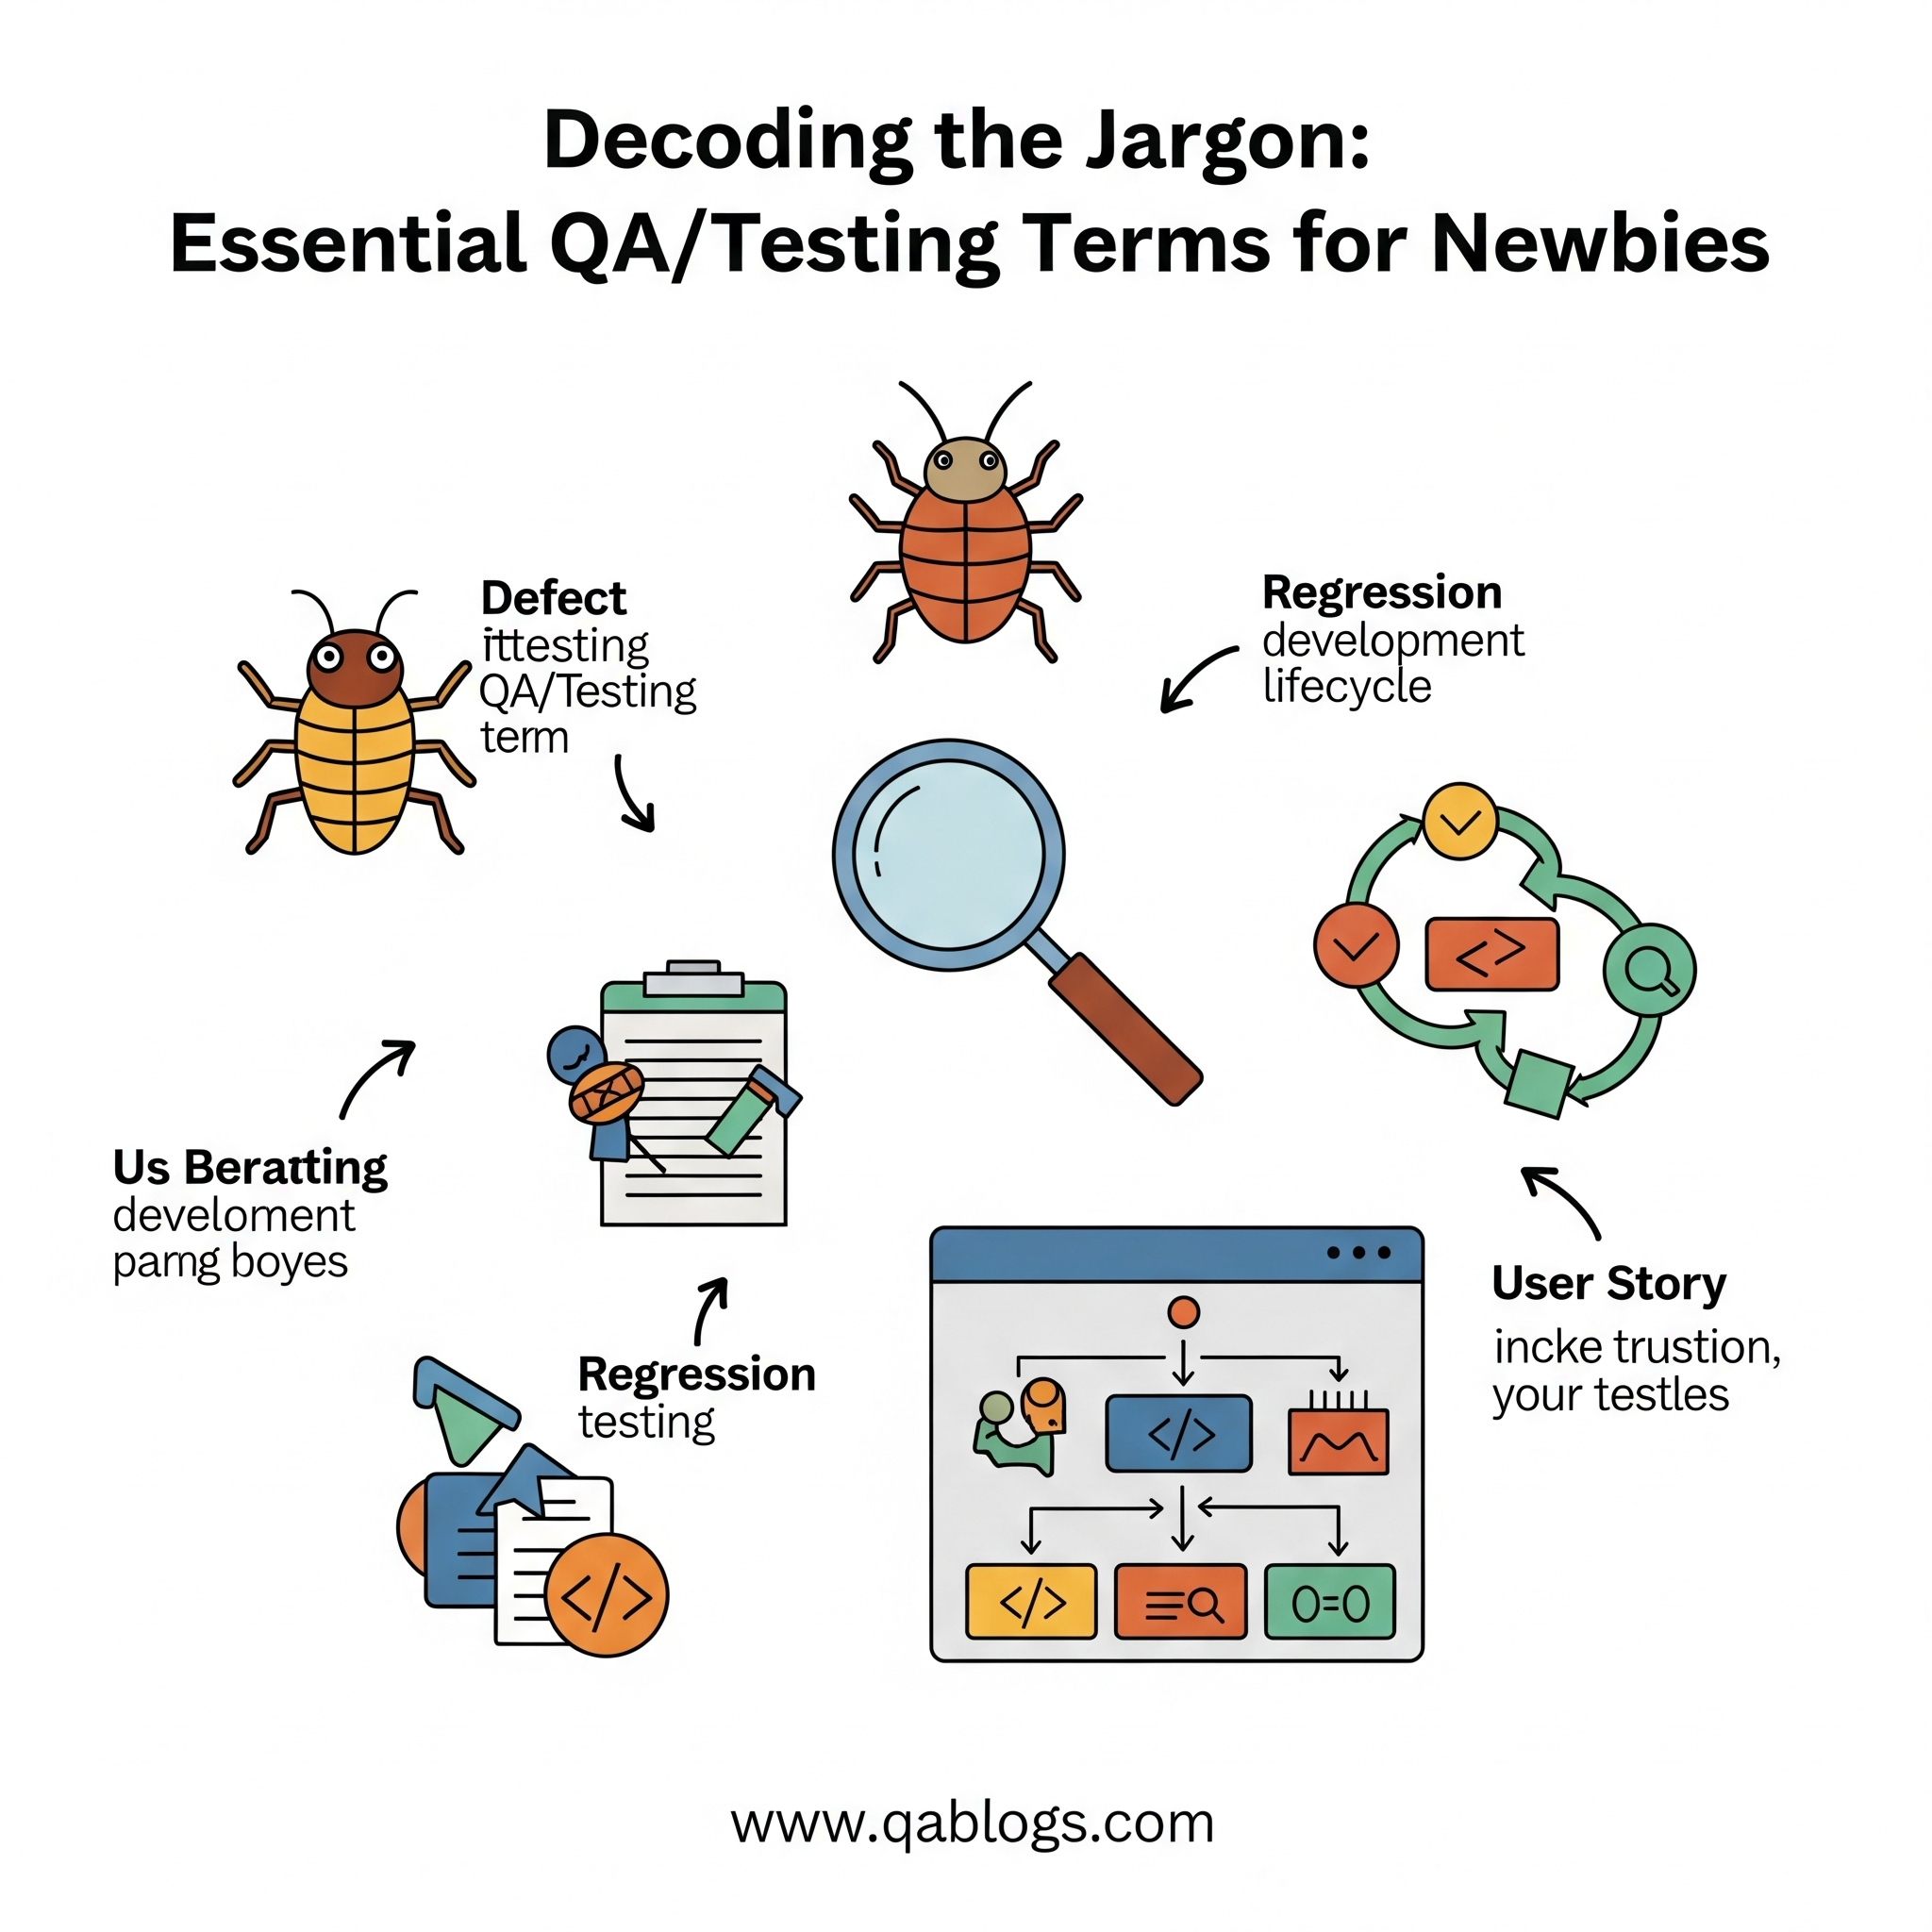 Decoding the Jargon:
Essential QA/Testing Terms for Newbies
Defect
ittesting
QA/Testing
term
Regression
development
lifecycle
Us Beratting
develoment
pamg boyes
Regression
testing
User Story
incke trustion,
your testles
</>
</>
0=0
<>
</>
www.qablogs.com